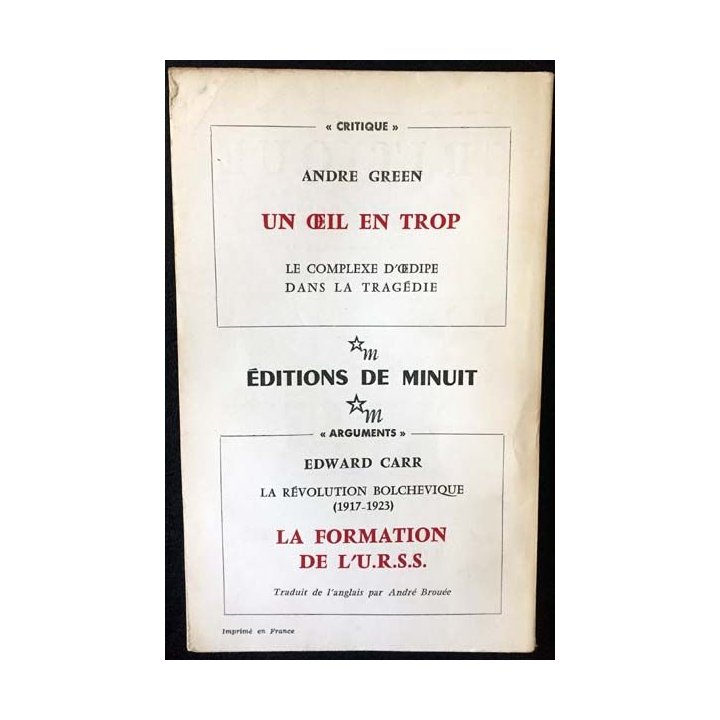 « CRITIQUE »
ANDRE GREEN
UN ŒIL EN TROP
LE COMPLEXE D'ŒDIPE
DANS LA TRAGÉDIE
m
ÉDITIONS DE MINUIT
m
« ARGUMENTS »
EDWARD CARR
LA RÉVOLUTION BOLCHEVIQUE
(1917-1923)
LA FORMATION
DE L'U.R.S.S.
Traduit de l'anglais par André Brouée
Imprimé en France